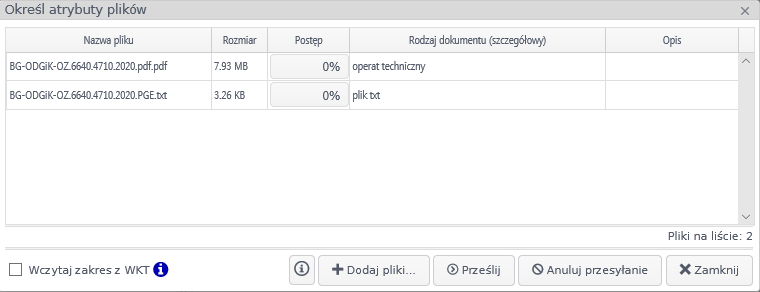 Określ atrybuty plików
Nazwa pliku Rozmiar Postęp Rodzaj dokumentu (szczegółowy) Opis
BG-ODGiK-OZ.6640.4710.2020.pdf.pdf 7.93 MB 0% operat techniczny
BG-ODGiK-OZ.6640.4710.2020.PGE.txt 3.26 KB 0% plik txt
Pliki na liście: 2
Wczytaj zakres z WKT Dodaj pliki... Prześlij Anuluj przesyłanie Zamknij